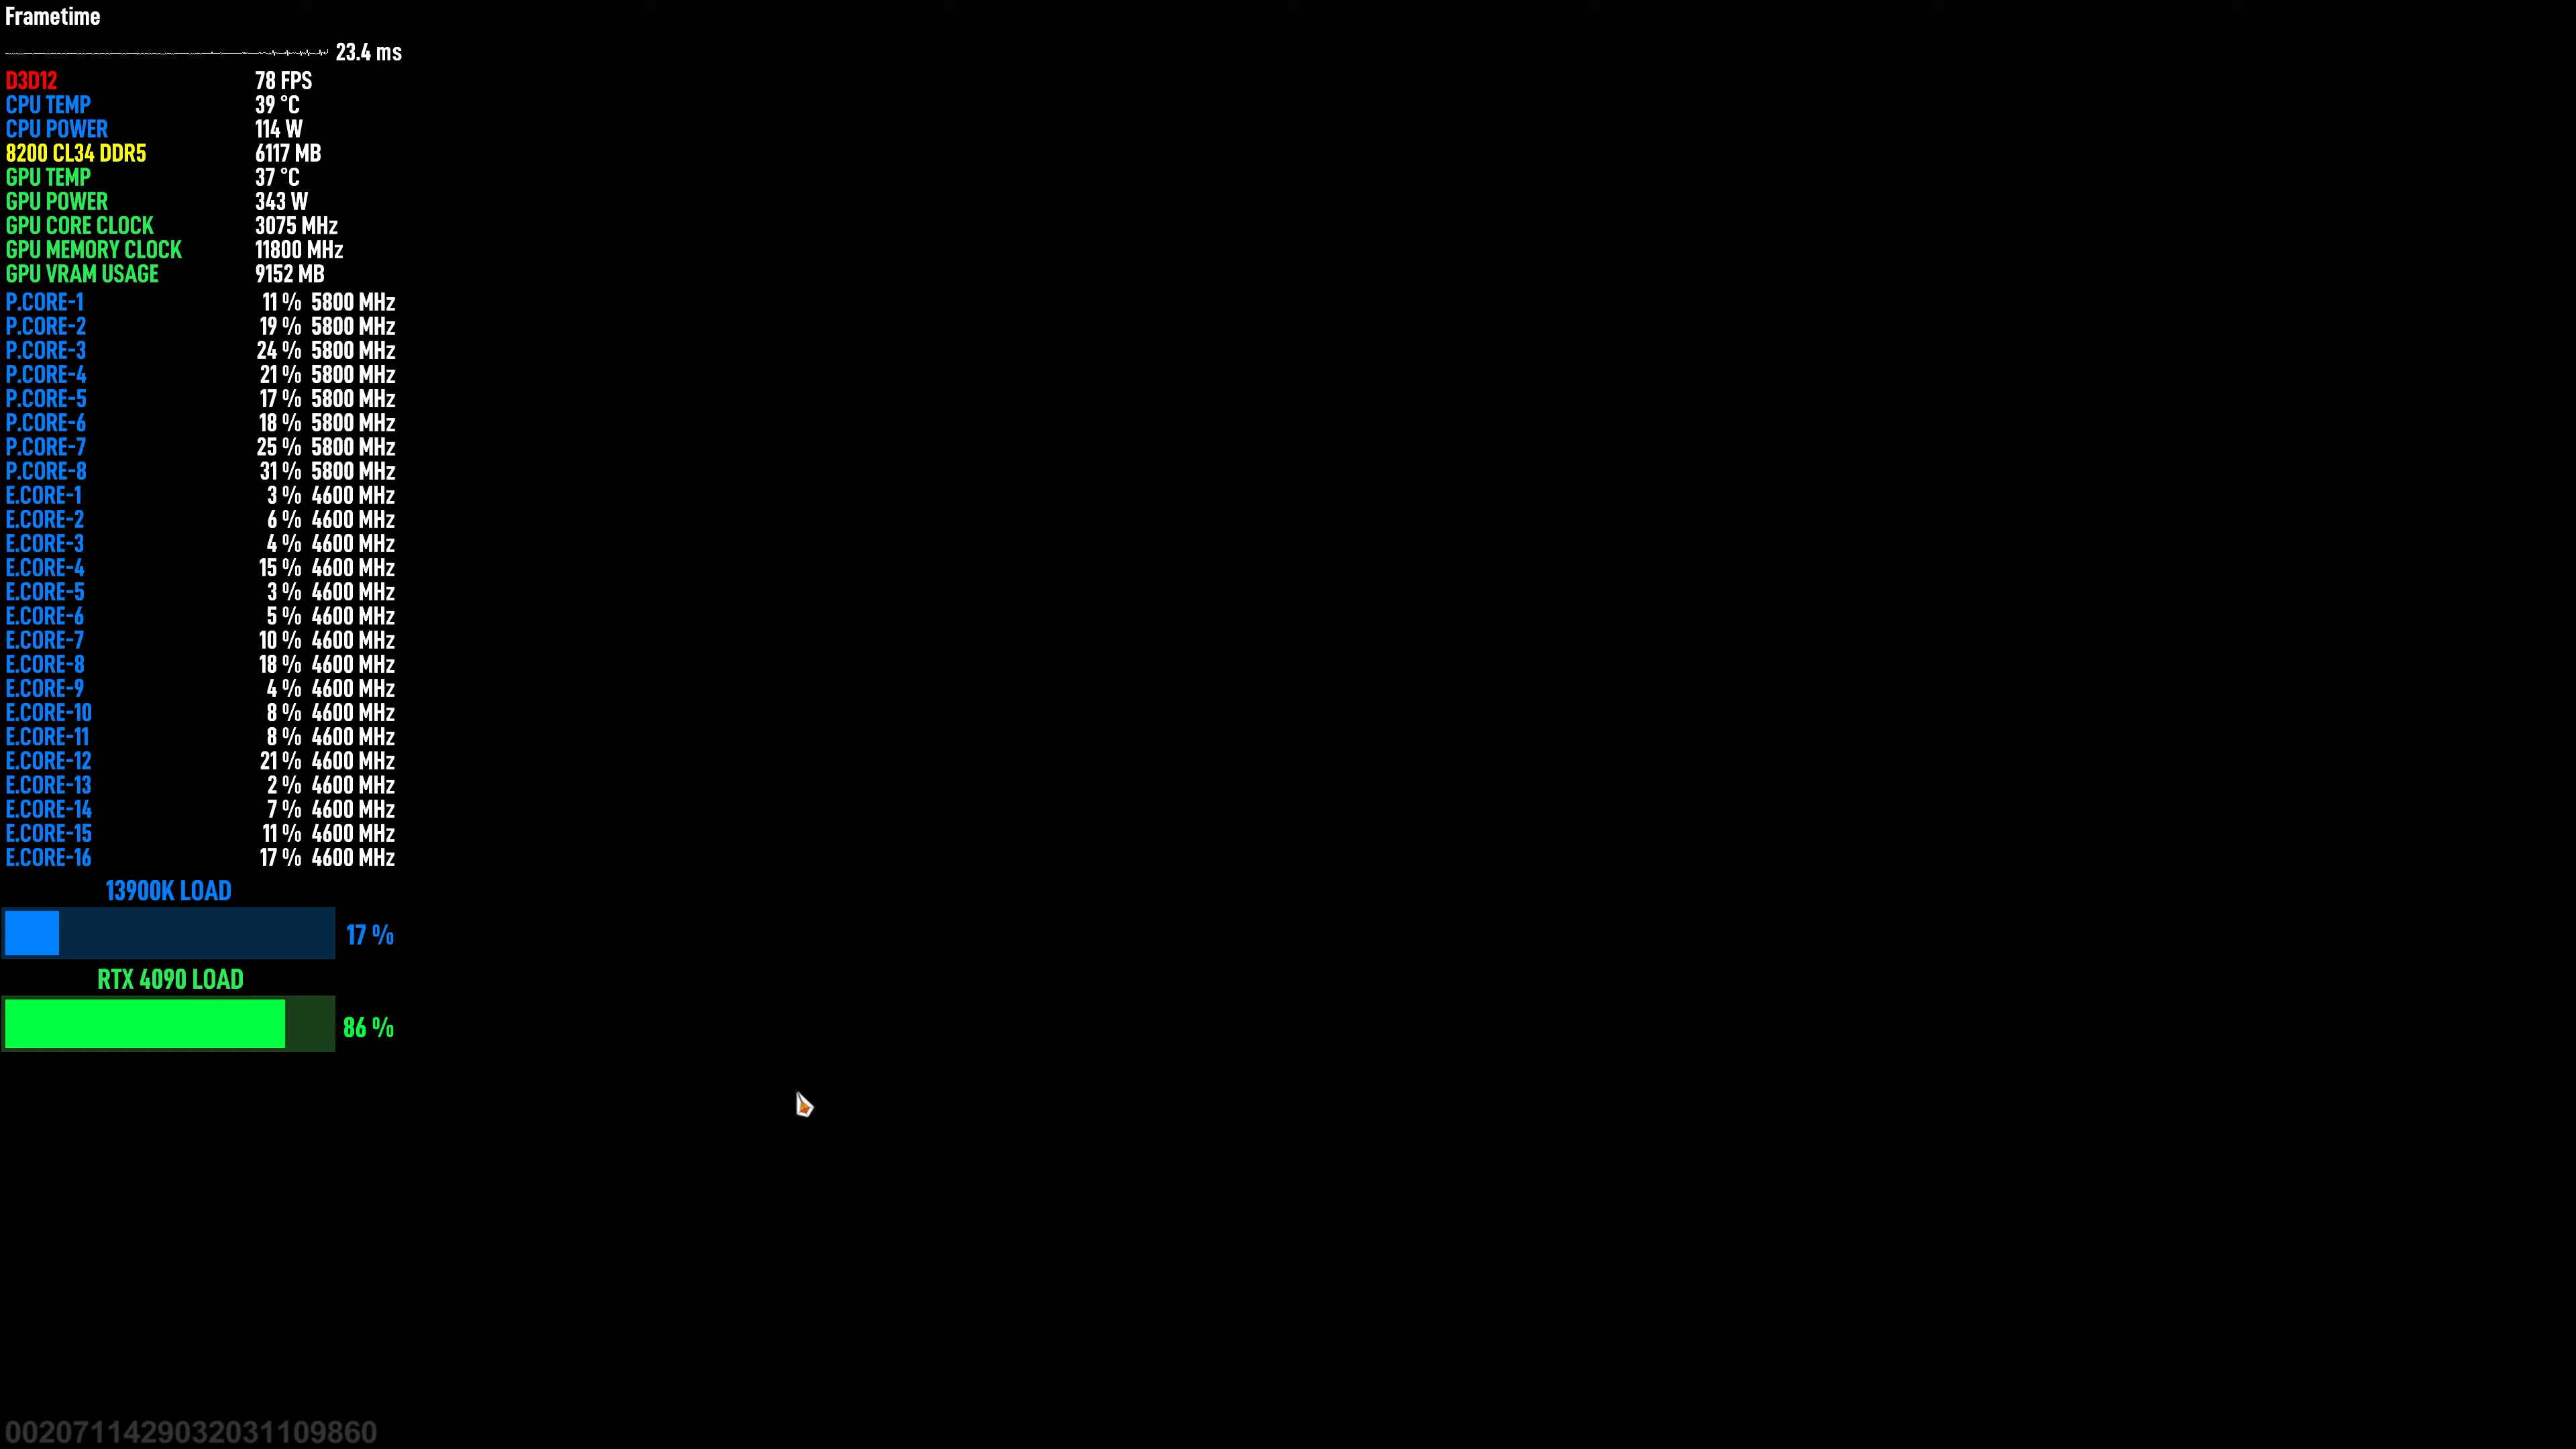 Frametime
23.4 ms
D3D12 78 FPS
CPU TEMP 39 °C
CPU POWER 114 W
8200 CL34 DDR5 6117 MB
GPU TEMP 37 °C
GPU POWER 343 W
GPU CORE CLOCK 3075 MHz
GPU MEMORY CLOCK 11800 MHz
GPU VRAM USAGE 9152 MB
P.CORE-1 11 % 5800 MHz
P.CORE-2 19 % 5800 MHz
P.CORE-3 24 % 5800 MHz
P.CORE-4 21 % 5800 MHz
P.CORE-5 17 % 5800 MHz
P.CORE-6 18 % 5800 MHz
P.CORE-7 25 % 5800 MHz
P.CORE-8 31 % 5800 MHz
E.CORE-1 3 % 4600 MHz
E.CORE-2 6 % 4600 MHz
E.CORE-3 4 % 4600 MHz
E.CORE-4 15 % 4600 MHz
E.CORE-5 3 % 4600 MHz
E.CORE-6 5 % 4600 MHz
E.CORE-7 10 % 4600 MHz
E.CORE-8 18 % 4600 MHz
E.CORE-9 4 % 4600 MHz
E.CORE-10 8 % 4600 MHz
E.CORE-11 8 % 4600 MHz
E.CORE-12 21 % 4600 MHz
E.CORE-13 2 % 4600 MHz
E.CORE-14 7 % 4600 MHz
E.CORE-15 11 % 4600 MHz
E.CORE-16 17 % 4600 MHz
13900K LOAD
17 %
RTX 4090 LOAD
86 %
0020711429032031109860